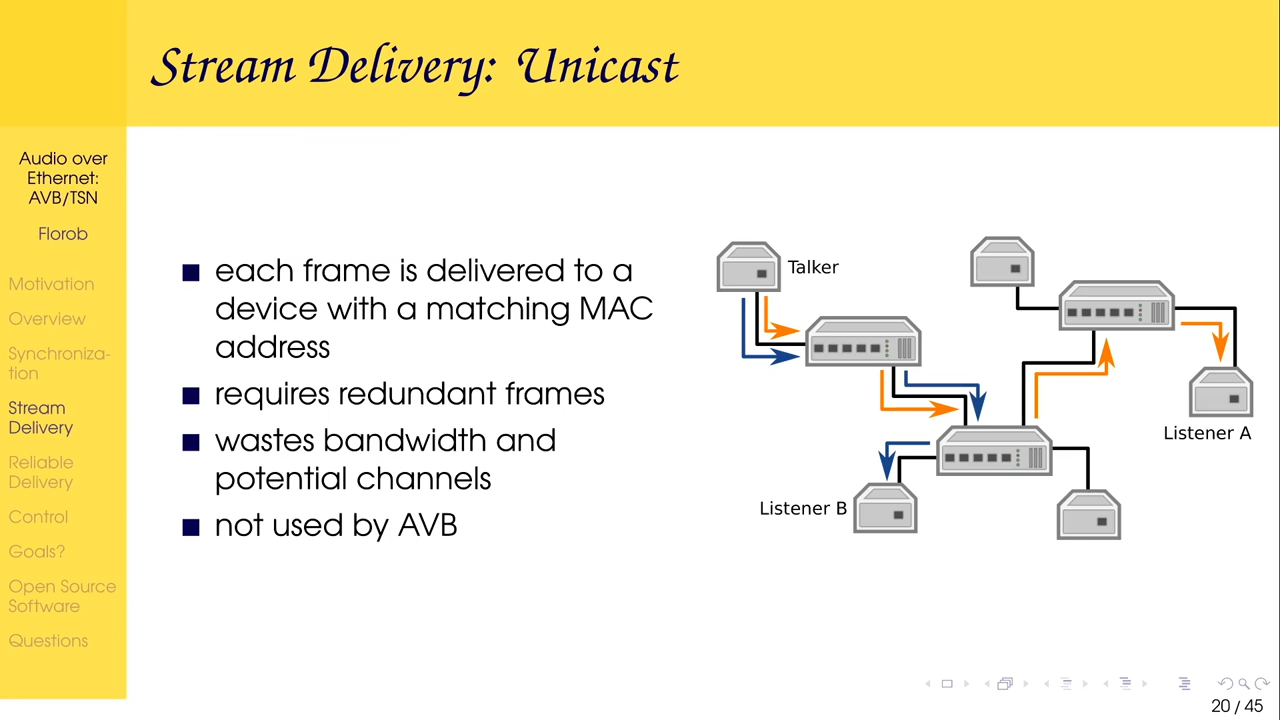 Stream Delivery: Unicast
Audio over
Ethernet:
AVB/TSN
Florob
Motivation
Overview
Synchroniza-
tion
Stream
Delivery
Reliable
Delivery
Control
Goals?
Open Source
Software
Questions
each frame is delivered to a
device with a matching MAC
address
requires redundant frames
wastes bandwidth and
potential channels
not used by AVB
Talker
Listener A
Listener B
20 / 45